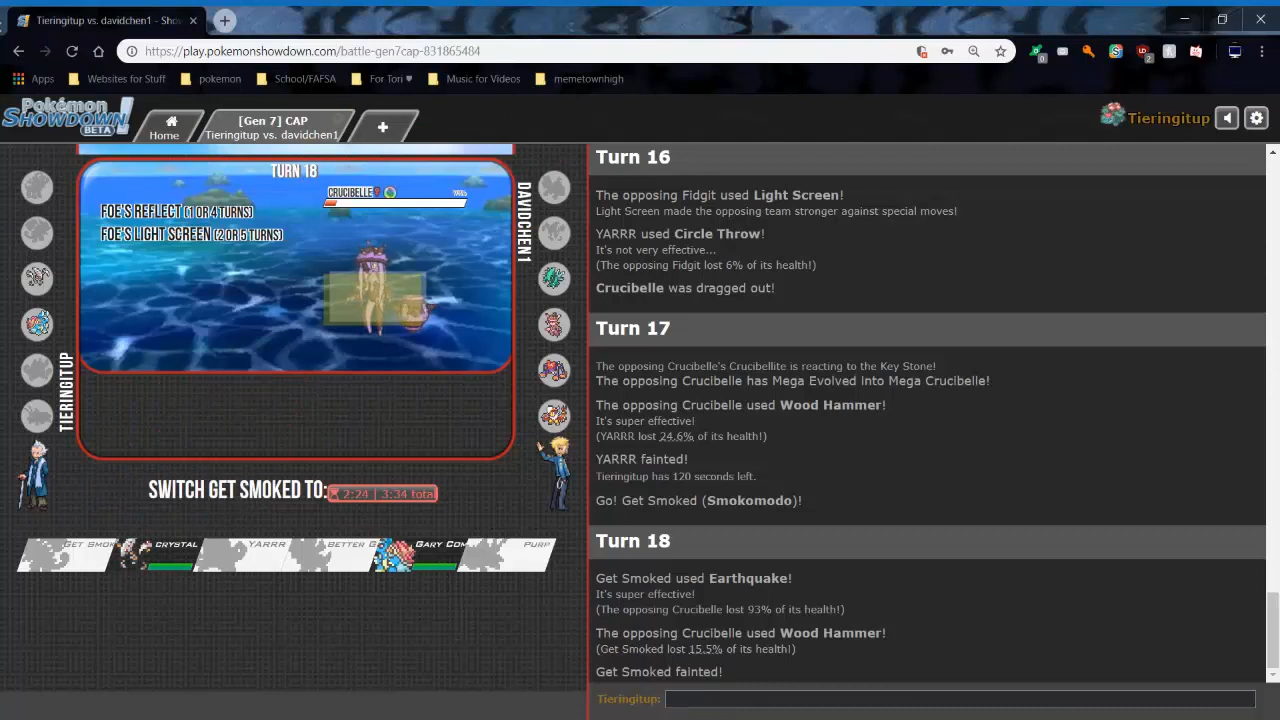 Tieringitup vs. davidchen1 - Sho
https://play.pokemonshowdown.com/battle-gen7cap-831865484
0
2
Apps
Websites for Stuff
pokemon
School/FAFSA
For Tori ♥
Music for Videos
memetownhigh
Pokémon
SHOWDOWN!
BETA
Home
[Gen 7] CAP
Tieringitup vs. davidchen1
Tieringitup
TURN 18
CRUCIBELLE
FOE'S REFLECT (1 OR 4 TURNS)
FOE'S LIGHT SCREEN (2 OR 5 TURNS)
DAVIDCHEN1
TIERINGITUP
SWITCH GET SMOKED TO:
2:24 | 3:34 total
GET SMOK
CRYSTAL
YARRR
BETTER G
GARY COM
PURP
Turn 16
The opposing Fidgit used Light Screen!
Light Screen made the opposing team stronger against special moves!
YARRR used Circle Throw!
It's not very effective...
(The opposing Fidgit lost 6% of its health!)
Crucibelle was dragged out!
Turn 17
The opposing Crucibelle's Crucibellite is reacting to the Key Stone!
The opposing Crucibelle has Mega Evolved into Mega Crucibelle!
The opposing Crucibelle used Wood Hammer!
It's super effective!
(YARRR lost 24.6% of its health!)
YARRR fainted!
Tieringitup has 120 seconds left.
Go! Get Smoked (Smokomodo)!
Turn 18
Get Smoked used Earthquake!
It's super effective!
(The opposing Crucibelle lost 93% of its health!)
The opposing Crucibelle used Wood Hammer!
(Get Smoked lost 15.5% of its health!)
Get Smoked fainted!
Tieringitup: